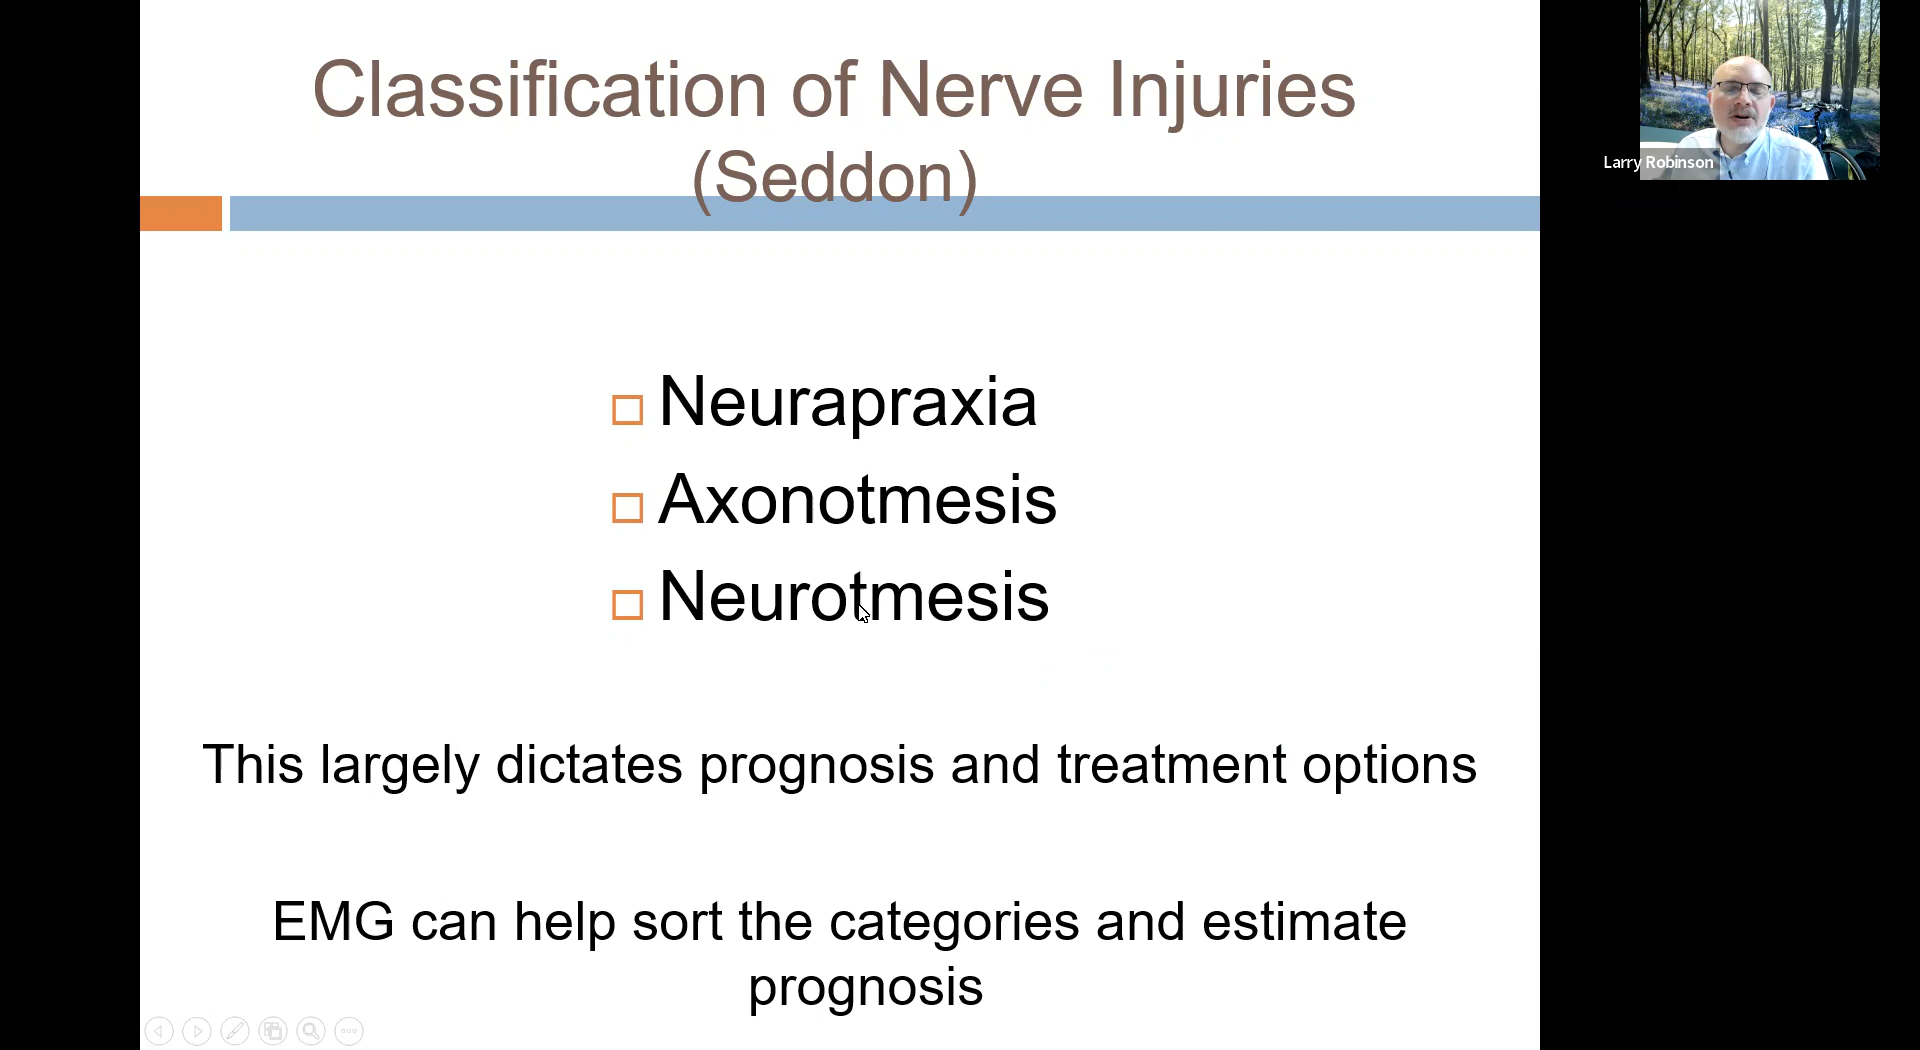 Classification of Nerve Injuries
(Seddon)
Larry Robinson
Neurapraxia
Axonotmesis
Neurotmesis
This largely dictates prognosis and treatment options
EMG can help sort the categories and estimate
prognosis